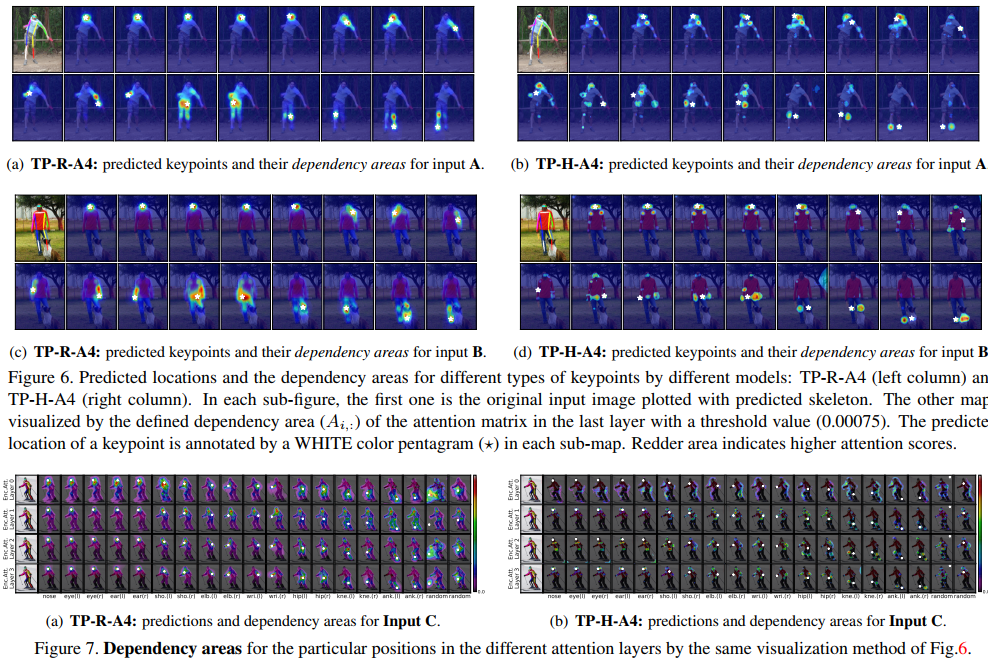 (a) TP-R-A4: predicted keypoints and their dependency areas for input A.
(b) TP-H-A4: predicted keypoints and their dependency areas for input A
(c) TP-R-A4: predicted keypoints and their dependency areas for input B.
(d) TP-H-A4: predicted keypoints and their dependency areas for input B
Figure 6. Predicted locations and the dependency areas for different types of keypoints by different models: TP-R-A4 (left column) an
TP-H-A4 (right column). In each sub-figure, the first one is the original input image plotted with predicted skeleton. The other map
visualized by the defined dependency area (A_{i,:}) of the attention matrix in the last layer with a threshold value (0.00075). The predicte
location of a keypoint is annotated by a WHITE color pentagram (⋆) in each sub-map. Redder area indicates higher attention scores.
Enc.Att. Layer 0
Enc.Att. Layer 1
Enc.Att. Layer 2
Enc.Att. Layer 3
0.0
nose eye(l) eye(r) ear(l) ear(r) sho.(l) sho.(r) elb.(l) elb.(r) wri.(l) wri.(r) hip(l) hip(r) kne.(l) kne.(r) ank.(l) ank.(r) random random
Enc.Att. Layer 0
Enc.Att. Layer 1
Enc.Att. Layer 2
Enc.Att. Layer 3
0.0
nose eye(l) eye(r) ear(l) ear(r) sho.(l) sho.(r) elb.(l) elb.(r) wri.(l) wri.(r) hip(l) hip(r) kne.(l) kne.(r) ank.(l) ank.(r) random random
(a) TP-R-A4: predictions and dependency areas for Input C.
(b) TP-H-A4: predictions and dependency areas for Input C.
Figure 7. Dependency areas for the particular positions in the different attention layers by the same visualization method of Fig.6.